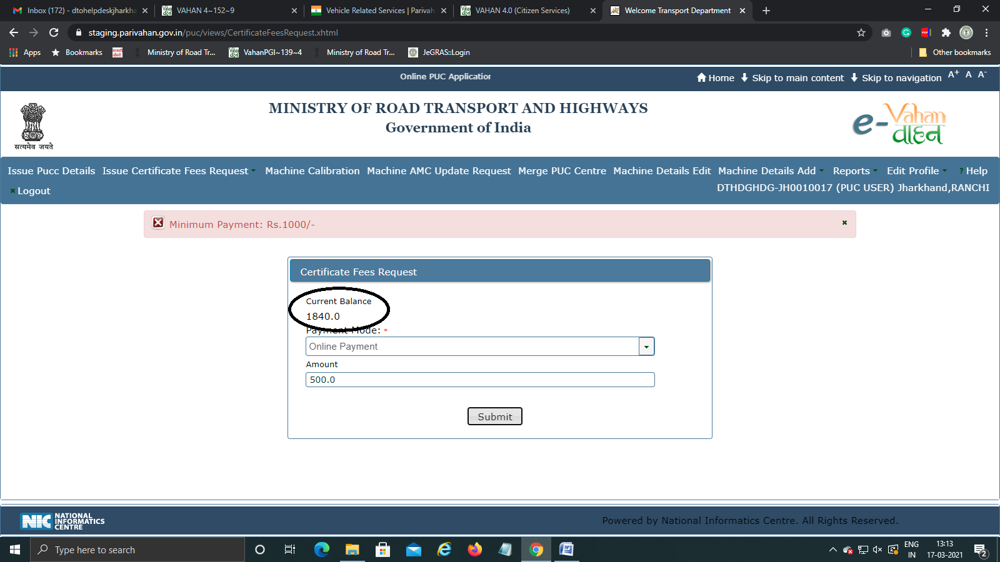 Inbox (172) - dtohelpdeskjharkha
VAHAN 4~152~9
Vehicle Related Services | Parivah
VAHAN 4.0 (Citizen Services)
Welcome Transport Department
staging.parivahan.gov.in/puc/views/CertificateFeesRequest.xhtml
Apps
Bookmarks
Ministry of Road Tr...
VahanPGI~139~4
Ministry of Road Tr...
JeGRAS::Login
Other bookmarks
Online PUC Application
Home
Skip to main content
Skip to navigation
A+ A A-
MINISTRY OF ROAD TRANSPORT AND HIGHWAYS
Government of India
सत्यमेव जयते
e-Vahan
वाहन
Issue Pucc Details
Issue Certificate Fees Request
Machine Calibration
Machine AMC Update Request
Merge PUC Centre
Machine Details Edit
Machine Details Add
Reports
Edit Profile
? Help
Logout
DTHDGHDG-JH0010017 (PUC USER) Jharkhand,RANCHI
Minimum Payment: Rs.1000/-
Certificate Fees Request
Current Balance
1840.0
Payment Mode: *
Online Payment
Amount
500.0
Submit
NIC
NATIONAL
INFORMATICS
CENTRE
Powered by National Informatics Centre. All Rights Reserved.
Type here to search
ENG
IN
13:13
17-03-2021
2